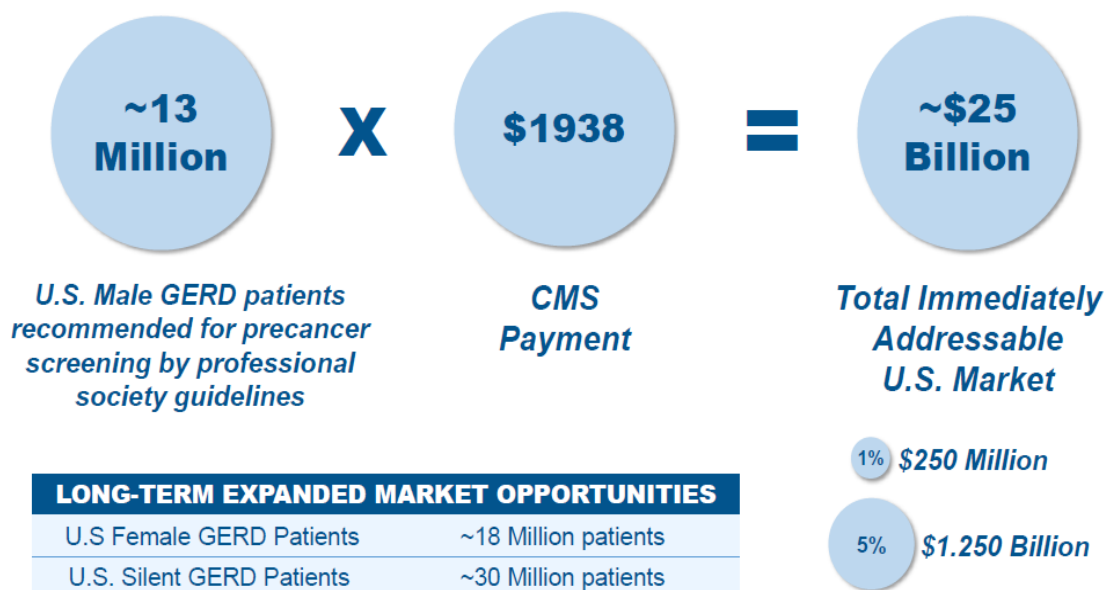 ~13
Million
X
$1938
=
~$25
Billion
U.S. Male GERD patients
recommended for precancer
screening by professional
society guidelines
CMS
Payment
Total Immediately
Addressable
U.S. Market
1% $250 Million
5% $1.250 Billion
LONG-TERM EXPANDED MARKET OPPORTUNITIES
U.S Female GERD Patients ~18 Million patients
U.S. Silent GERD Patients ~30 Million patients